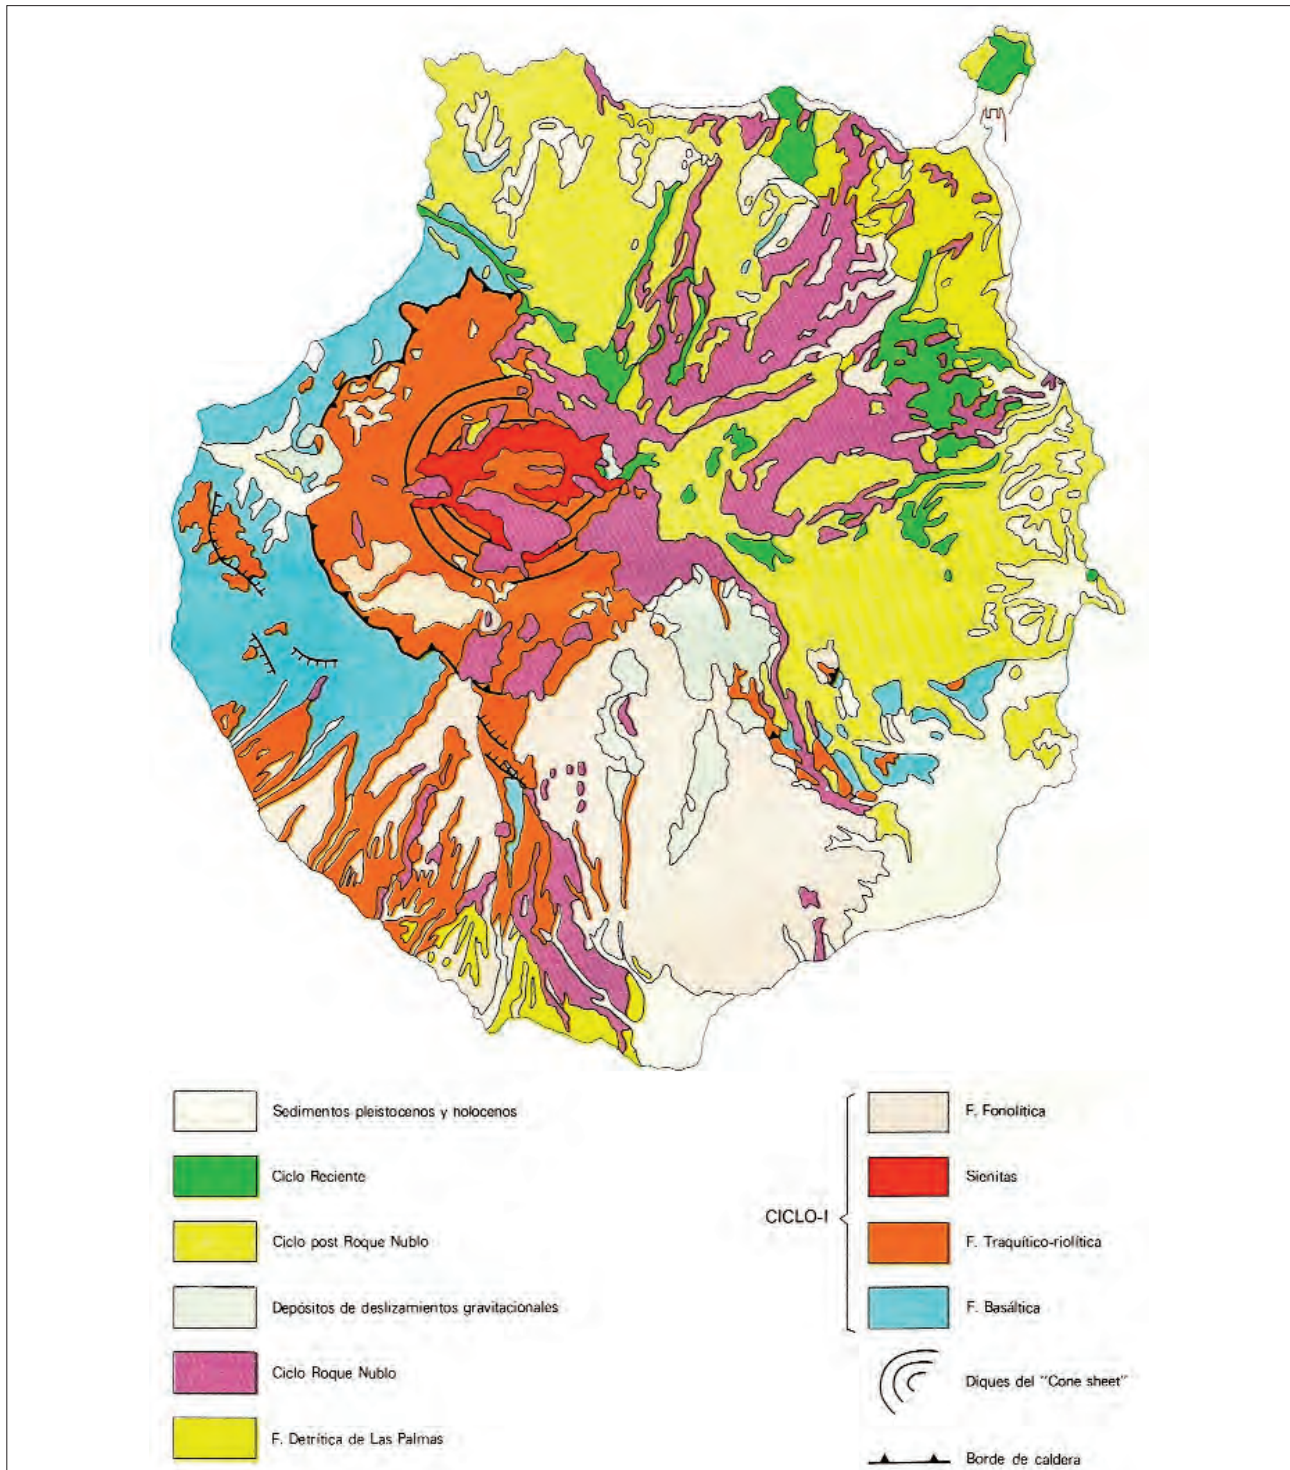 Sedimentos pleistocenos y holocenos
Ciclo Reciente
Ciclo post Roque Nublo
Depósitos de deslizamientos gravitacionales
Ciclo Roque Nublo
F. Detrítica de Las Palmas
CICLO-I
F. Fonolítica
Sienitas
F. Traquítico-riolítica
F. Basáltica
Diques del "Cone sheet"
Borde de caldera